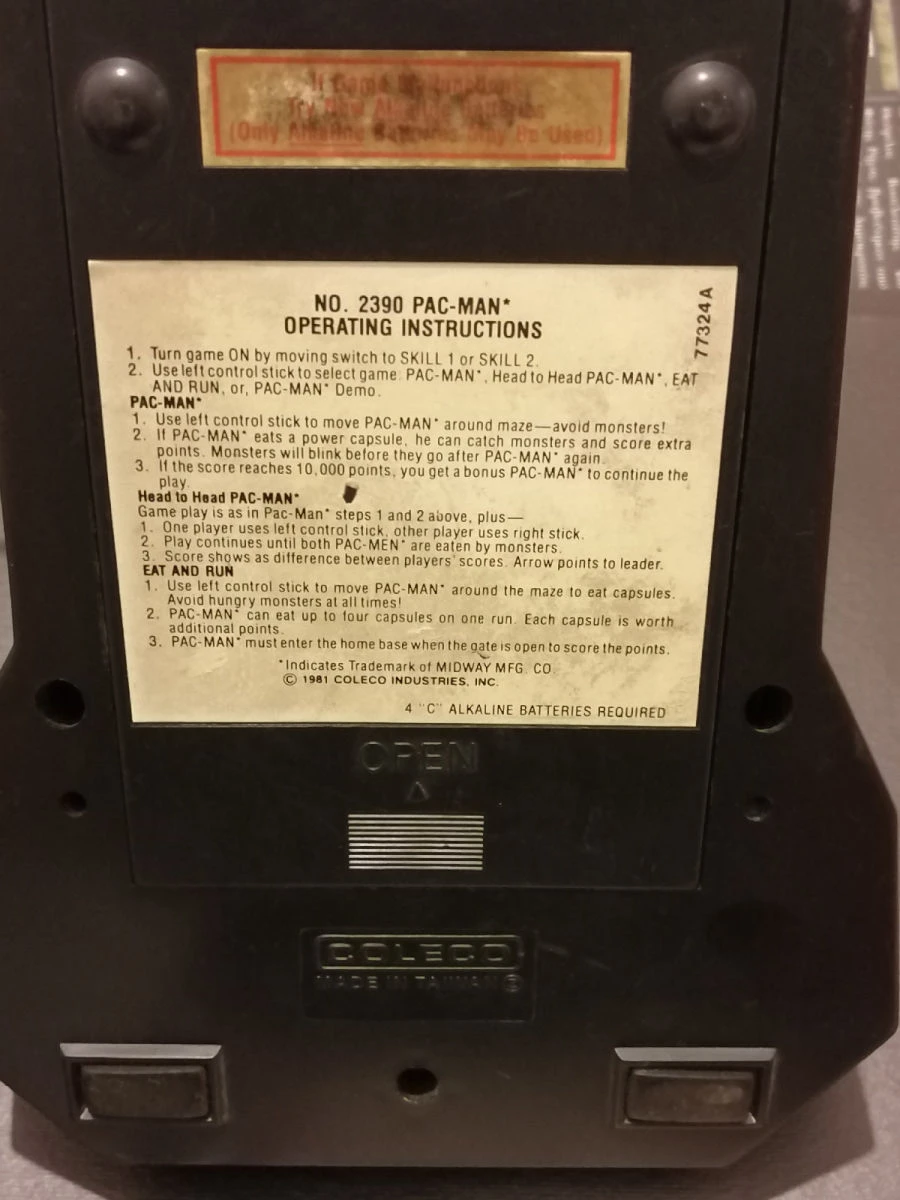 If Game Malfunctions
Try New Alkaline Batteries
(Only Alkaline Batteries May Be Used)
NO. 2390 PAC-MAN*
OPERATING INSTRUCTIONS
77324A
1. Turn game ON by moving switch to SKILL 1 or SKILL 2.
2. Use left control stick to select game: PAC-MAN*, Head to Head PAC-MAN*, EAT
AND RUN, or, PAC-MAN* Demo.
PAC-MAN*
1. Use left control stick to move PAC-MAN* around maze—avoid monsters!
2. If PAC-MAN* eats a power capsule, he can catch monsters and score extra
points. Monsters will blink before they go after PAC-MAN* again.
3. If the score reaches 10,000 points, you get a bonus PAC-MAN* to continue the
play.
Head to Head PAC-MAN*
Game play is as in Pac-Man* steps 1 and 2 above, plus—
1. One player uses left control stick, other player uses right stick.
2. Play continues until both PAC-MEN* are eaten by monsters.
3. Score shows as difference between players' scores. Arrow points to leader.
EAT AND RUN
1. Use left control stick to move PAC-MAN* around the maze to eat capsules.
Avoid hungry monsters at all times!
2. PAC-MAN* can eat up to four capsules on one run. Each capsule is worth
additional points.
3. PAC-MAN* must enter the home base when the gate is open to score the points.
*Indicates Trademark of MIDWAY MFG. CO.
© 1981 COLECO INDUSTRIES, INC.
4 "C" ALKALINE BATTERIES REQUIRED
OPEN
COLECO
MADE IN TAIWAN